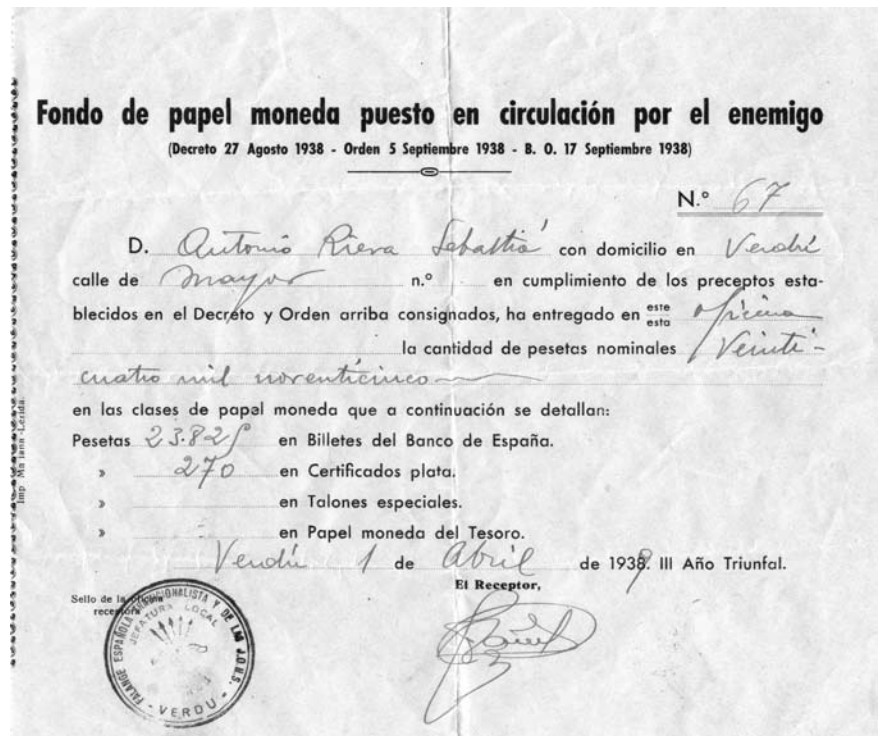 Fondo de papel moneda puesto en circulación por el enemigo
(Decreto 27 Agosto 1938 - Orden 5 Septiembre 1938 - B. O. 17 Septiembre 1938)
N.º 67
D. Antonio Riera Sebastiá con domicilio en Verdú
calle de Mayor n.º en cumplimiento de los preceptos esta-
blecidos en el Decreto y Orden arriba consignados, ha entregado en este esta oficina
la cantidad de pesetas nominales Veinti-
cuatro mil noventicinco
en las clases de papel moneda que a continuación se detallan:
Pesetas 23.825 en Billetes del Banco de España.
» 270 en Certificados plata.
» en Talones especiales.
» en Papel moneda del Tesoro.
Verdú 1 de Abril de 1939. III Año Triunfal.
El Receptor,
Sello de la oficina
receptora
FALANGE ESPAÑOLA TRADICIONALISTA Y DE LAS J.O.N.S.
JEFATURA LOCAL
VERDU
Imp. Lérida.